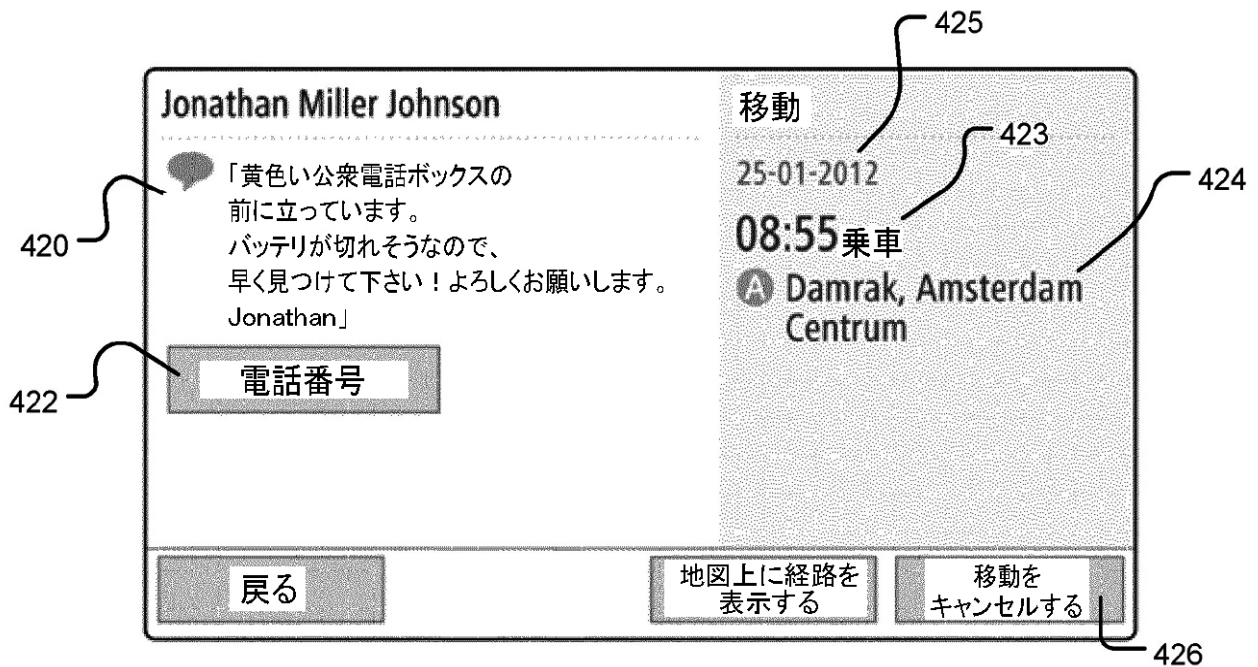 425
Jonathan Miller Johnson
移動
423
25-01-2012
424
420
「黄色い公衆電話ボックスの
前に立っています。
バッテリが切れそうなので、
早く見つけて下さい！よろしくお願いします。
Jonathan」
08:55乗車
A Damrak, Amsterdam
Centrum
422
電話番号
戻る
地図上に経路を
表示する
移動を
キャンセルする
426